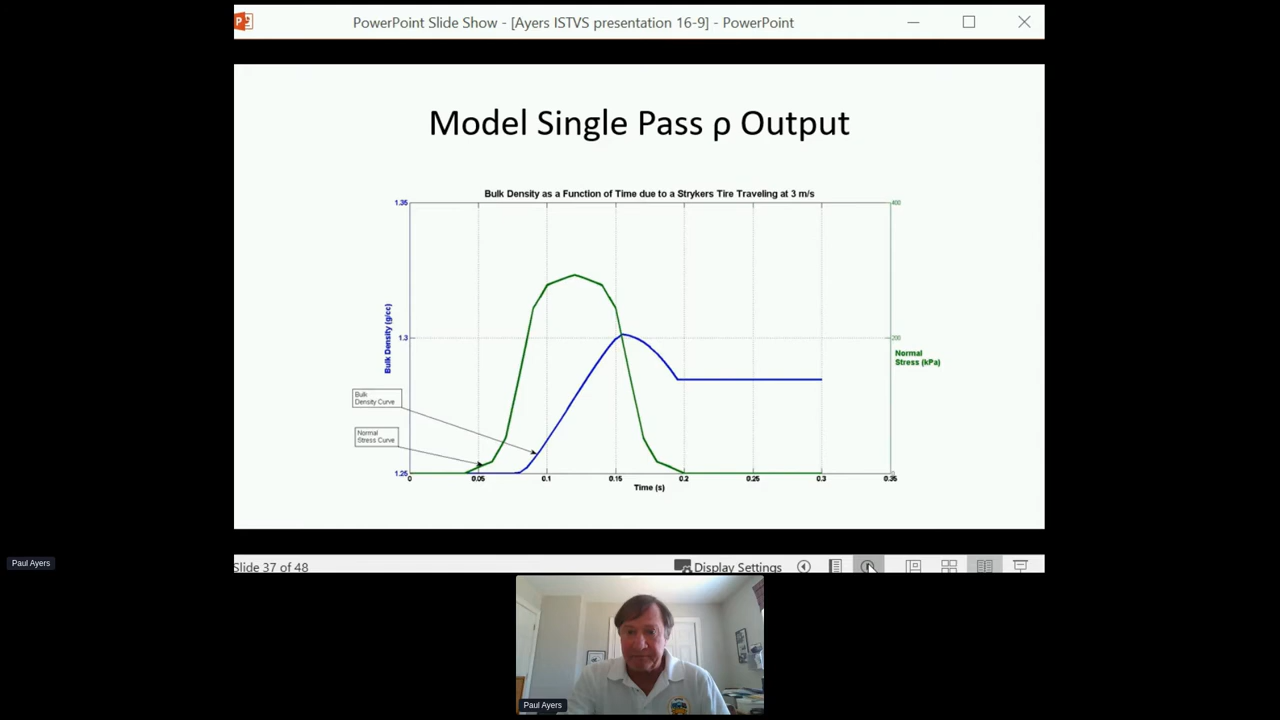 PowerPoint Slide Show - [Ayers ISTVS presentation 16-9] - PowerPoint
Model Single Pass ρ Output
Bulk Density as a Function of Time due to a Strykers Tire Traveling at 3 m/s
1.35
400
Bulk Density (g/cc)
1.3
200
Normal
Stress (kPa)
Bulk
Density Curve
Normal
Stress Curve
1.25
0
0 0.05 0.1 0.15 0.2 0.25 0.3 0.35
Time (s)
Paul Ayers
Slide 37 of 48
Display Settings
Paul Ayers